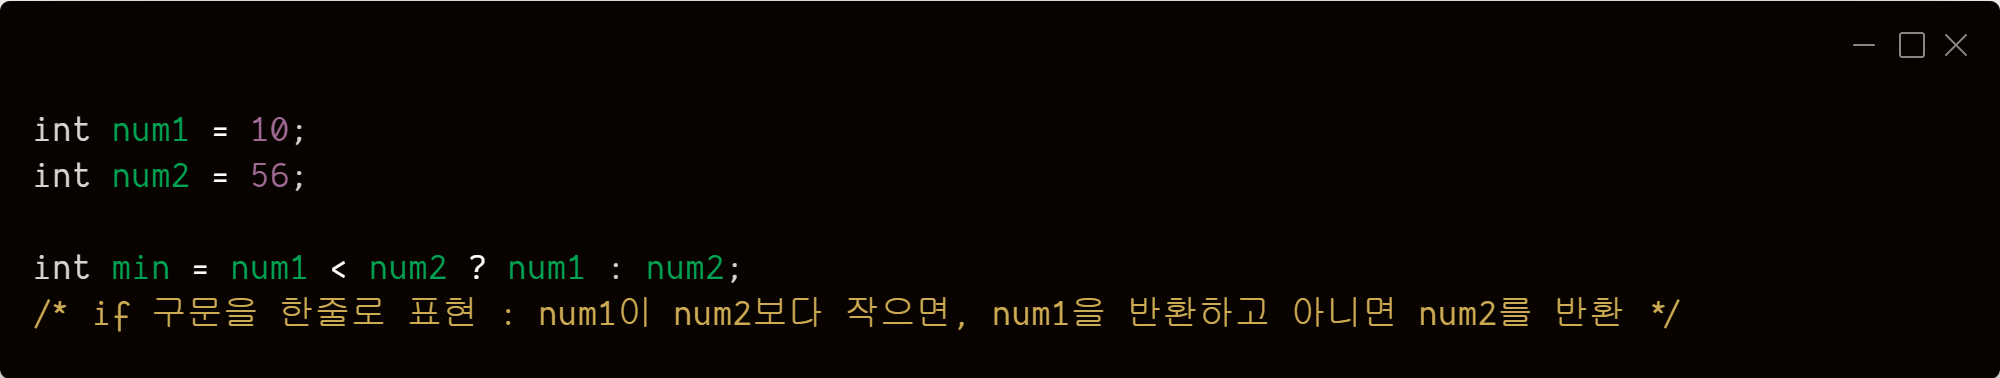 int num1 = 10;
int num2 = 56;
int min = num1 < num2 ? num1 : num2;
/* if 구문을 한줄로 표현 : num1이 num2보다 작으면, num1을 반환하고 아니면 num2를 반환 */